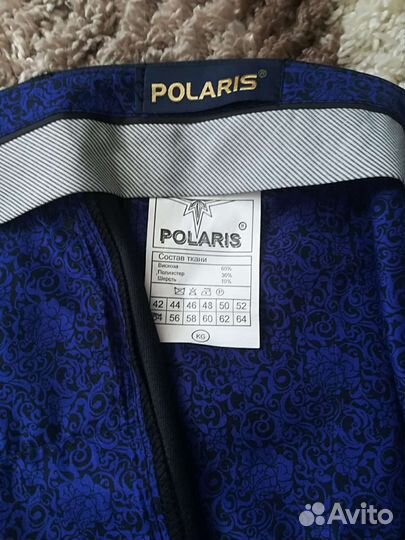 POLARIS®
POLARIS®
Состав ткани
Вискоза 60%
Полиэстер 30%
Шерсть 10%
42 44 46 48 50 52
54 56 58 60 62 64
KG
Avito